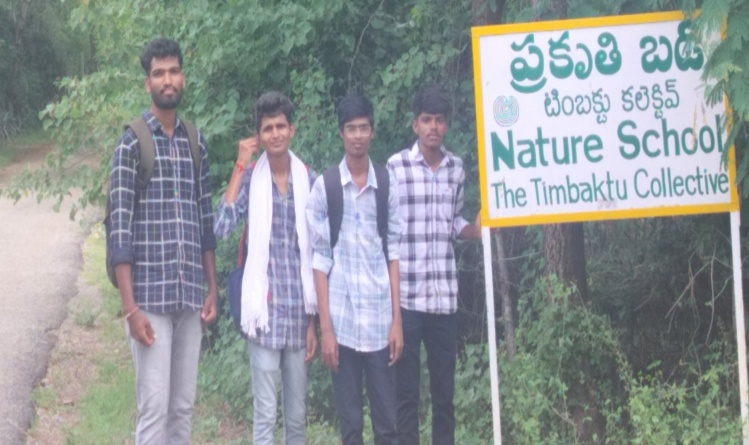 ప్రకృతి బడి
టింబక్టు కలెక్టివ్
Nature School
The Timbaktu Collective